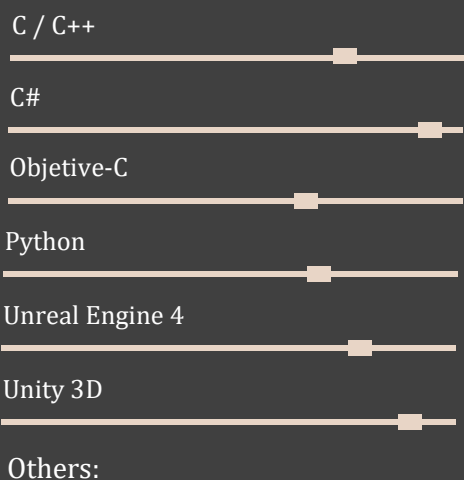 C / C++
C#
Objetive-C
Python
Unreal Engine 4
Unity 3D
Others: